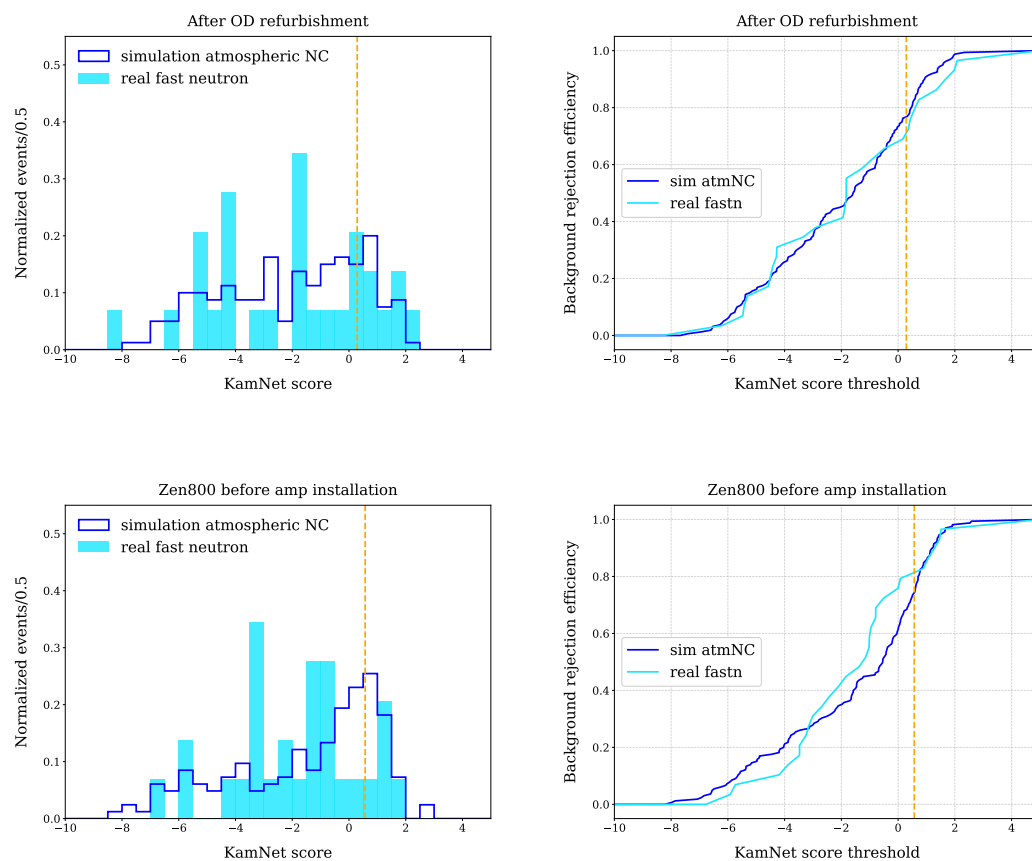 After OD refurbishment
Normalized events/0.5
0.5
0.4
0.3
0.2
0.1
0.0
simulation atmospheric NC
real fast neutron
−10
−8
−6
−4
−2
0
2
4
KamNet score
After OD refurbishment
Background rejection efficiency
1.0
0.8
0.6
0.4
0.2
0.0
sim atmNC
real fastn
−10
−8
−6
−4
−2
0
2
4
KamNet score threshold
Zen800 before amp installation
Normalized events/0.5
0.5
0.4
0.3
0.2
0.1
0.0
simulation atmospheric NC
real fast neutron
−10
−8
−6
−4
−2
0
2
4
KamNet score
Zen800 before amp installation
Background rejection efficiency
1.0
0.8
0.6
0.4
0.2
0.0
sim atmNC
real fastn
−10
−8
−6
−4
−2
0
2
4
KamNet score threshold